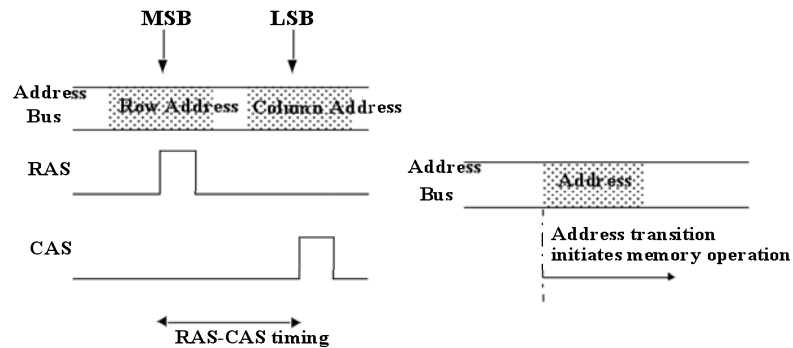 MSB
LSB
Address
Bus
Row Address
Column Address
RAS
CAS
RAS-CAS timing
Address
Bus
Address
Address transition
initiates memory operation